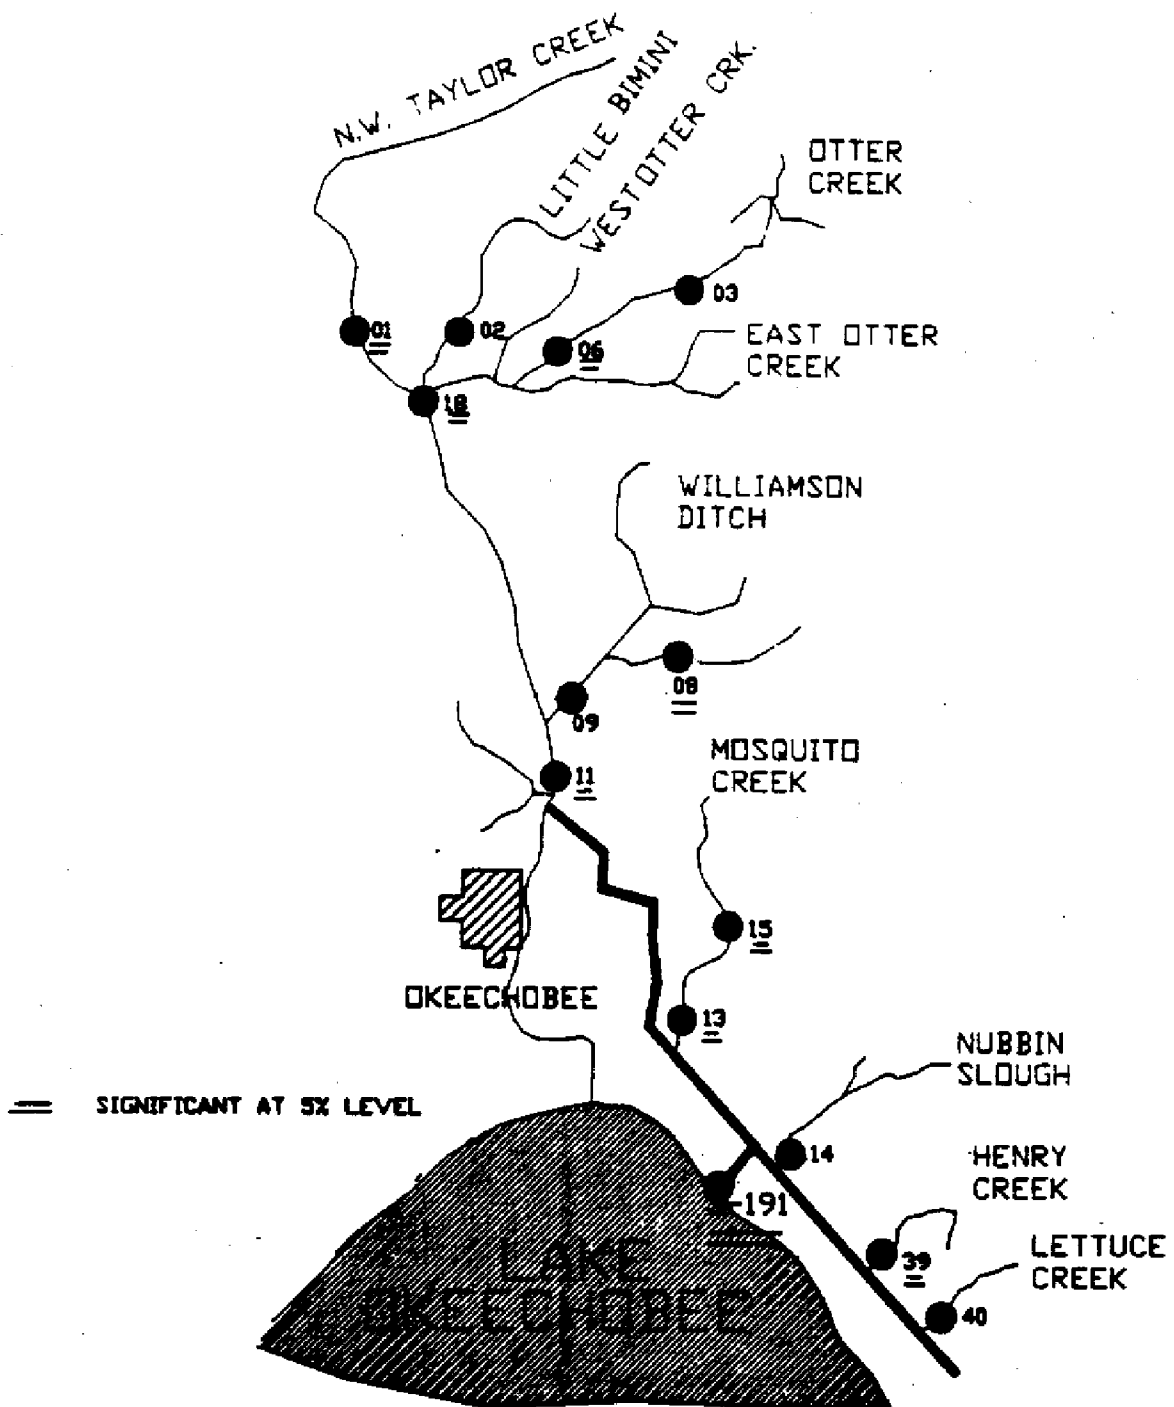 N.W. TAYLOR CREEK
LITTLE BIMINI
WEST OTTER CRK.
OTTER
CREEK
03
01
02
06
EAST OTTER
CREEK
18
WILLIAMSON
DITCH
08
09
MOSQUITO
CREEK
11
15
OKEECHOBEE
13
NUBBIN
SLOUGH
SIGNIFICANT AT 5% LEVEL
14
HENRY
CREEK
-191
LAKE
OKEECHOBEE
39
LETTUCE
CREEK
40